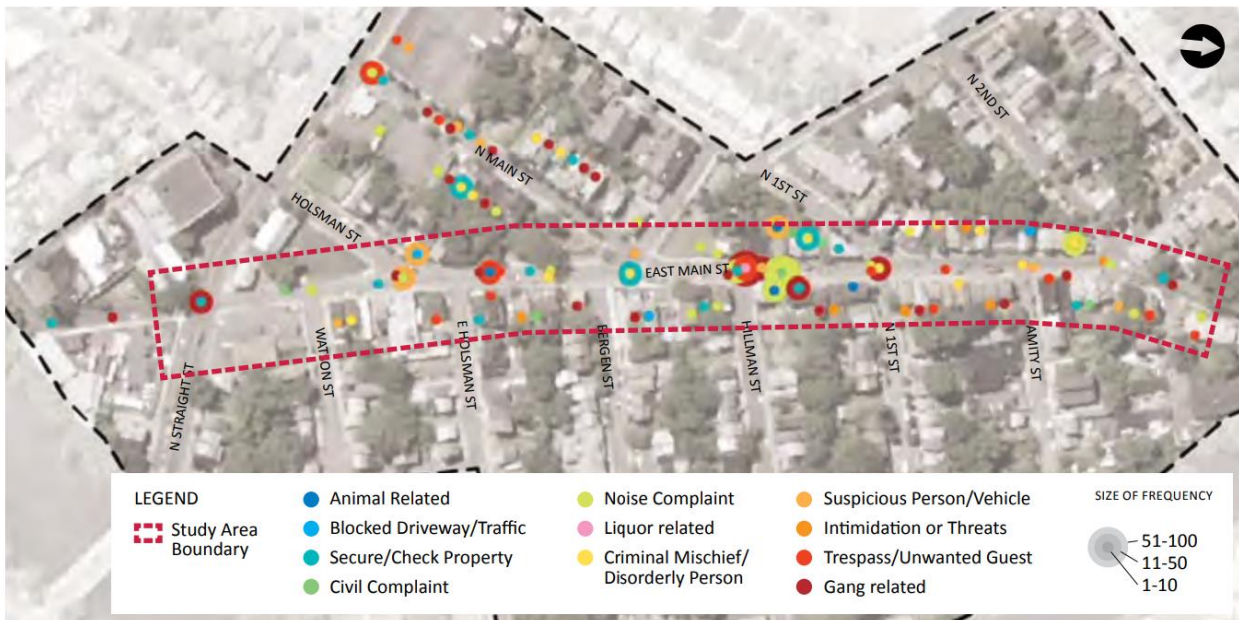 N 2ND ST
N MAIN ST
N 1ST ST
HOLSMAN ST
EAST MAIN ST
N STRAIGHT ST
WATSON ST
E HOLSMAN ST
BERGEN ST
HILLMAN ST
N 1ST ST
AMITY ST
LEGEND
Study Area
Boundary
Animal Related
Blocked Driveway/Traffic
Secure/Check Property
Civil Complaint
Noise Complaint
Liquor related
Criminal Mischief/
Disorderly Person
Suspicious Person/Vehicle
Intimidation or Threats
Trespass/Unwanted Guest
Gang related
SIZE OF FREQUENCY
51-100
11-50
1-10